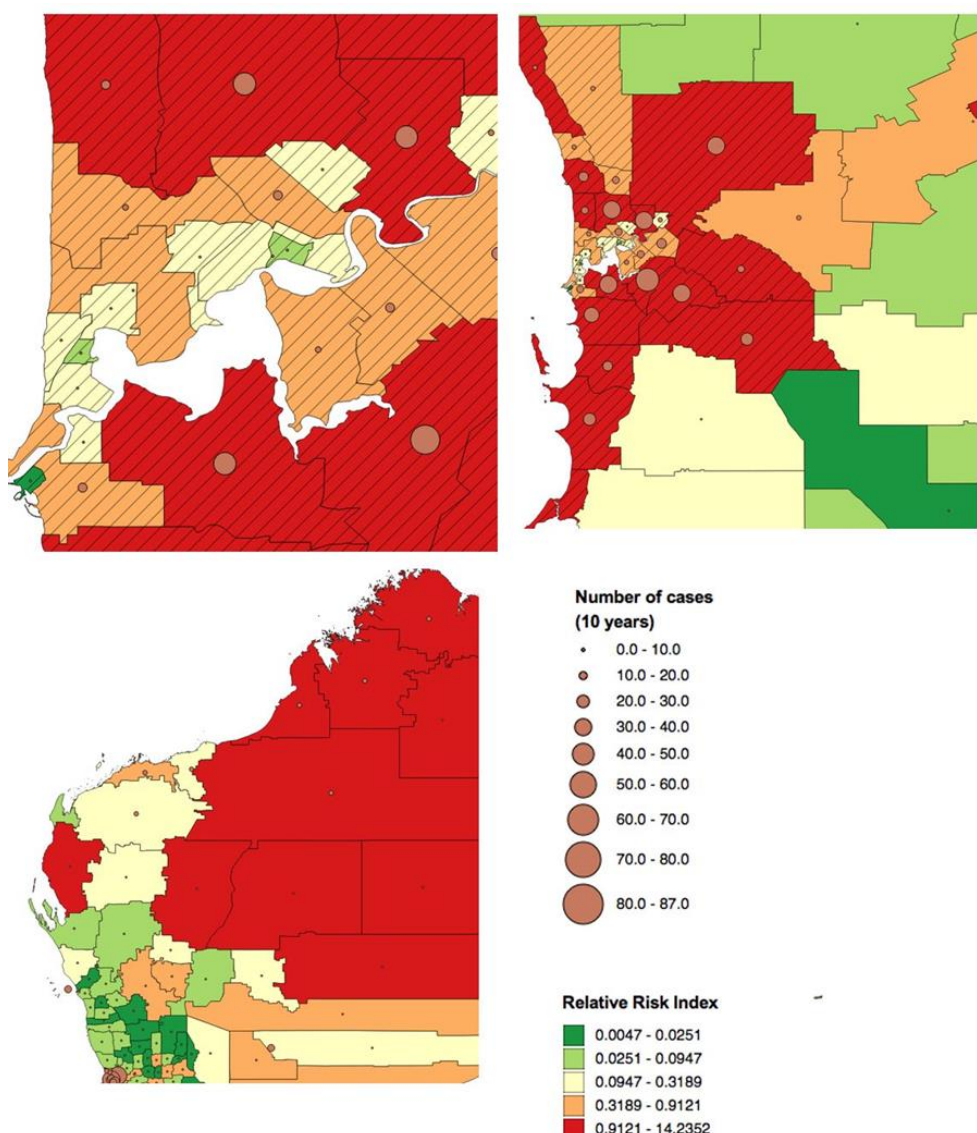 Number of cases
(10 years)
0.0 - 10.0
10.0 - 20.0
20.0 - 30.0
30.0 - 40.0
40.0 - 50.0
50.0 - 60.0
60.0 - 70.0
70.0 - 80.0
80.0 - 87.0
Relative Risk Index
0.0047 - 0.0251
0.0251 - 0.0947
0.0947 - 0.3189
0.3189 - 0.9121
0.9121 - 14.2352